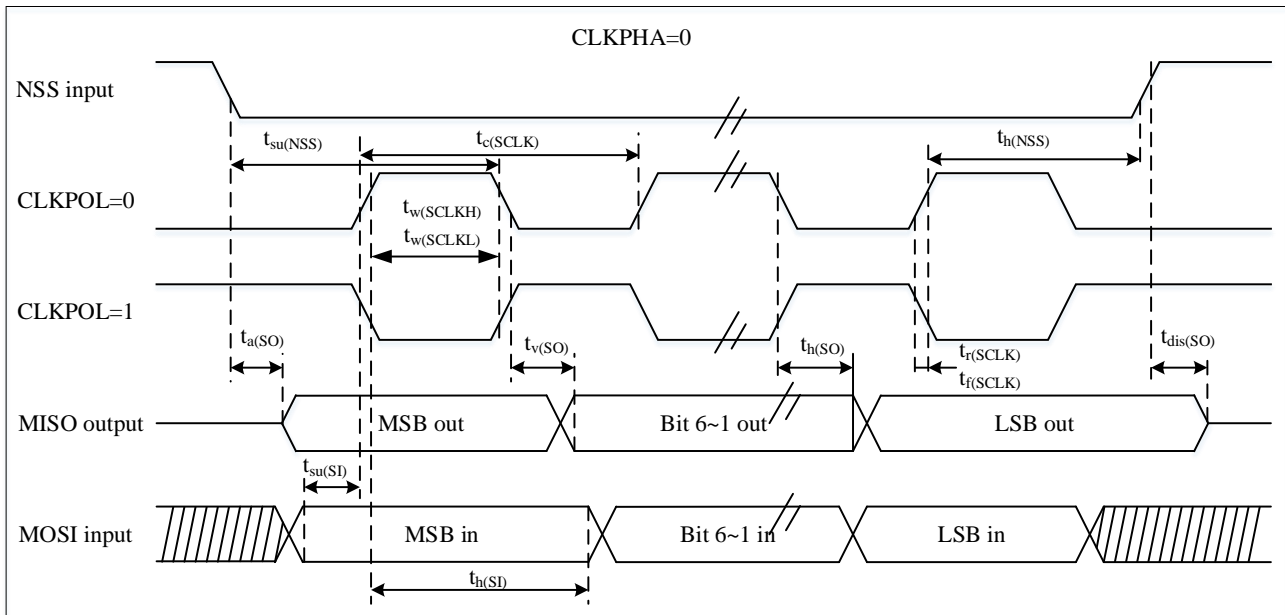 CLKPHA=0
NSS input
tsu(NSS)
tc(SCLK)
th(NSS)
CLKPOL=0
tw(SCLKH)
tw(SCLKL)
CLKPOL=1
ta(SO)
tv(SO)
th(SO)
tr(SCLK)
tf(SCLK)
tdis(SO)
MISO output
MSB out
Bit 6~1 out
LSB out
tsu(SI)
MOSI input
MSB in
Bit 6~1 in
LSB in
th(SI)